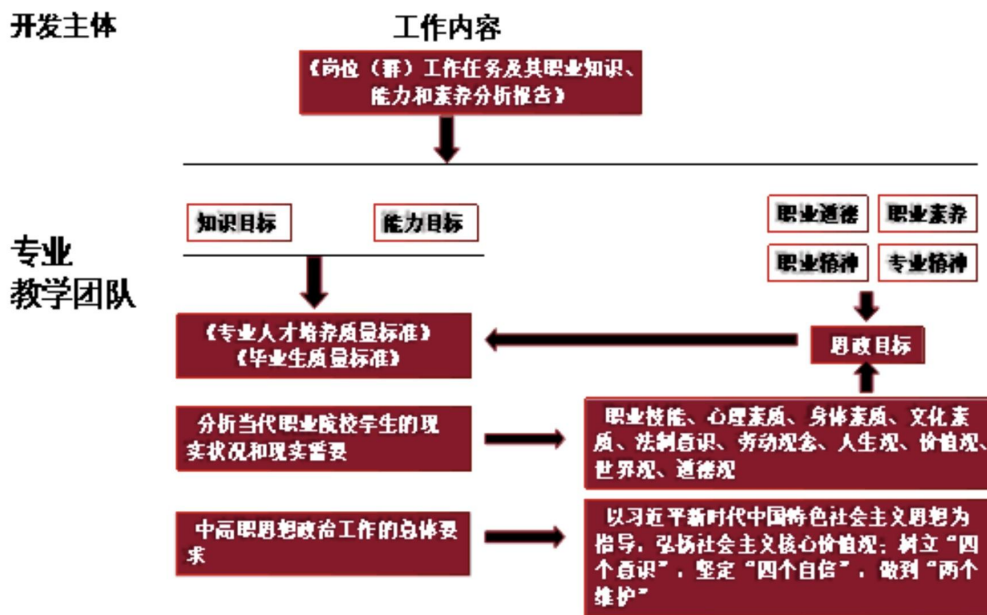 开发主体
工作内容
《岗位（群）工作任务及其职业知识、
能力和素养分析报告》
知识目标
能力目标
职业道德
职业素养
职业精神
专业精神
专业
教学团队
《专业人才培养质量标准》
《毕业生质量标准》
思政目标
分析当代职业院校学生的现
实状况和现实需要
职业技能、心理素质、身体素质、文化素
质、法制意识、劳动观念、人生观、价值观、
世界观、道德观
中高职思想政治工作的总体要
求
以习近平新时代中国特色社会主义思想为
指导，弘扬社会主义核心价值观；树立“四
个意识”，坚定“四个自信”，做到“两个
维护”